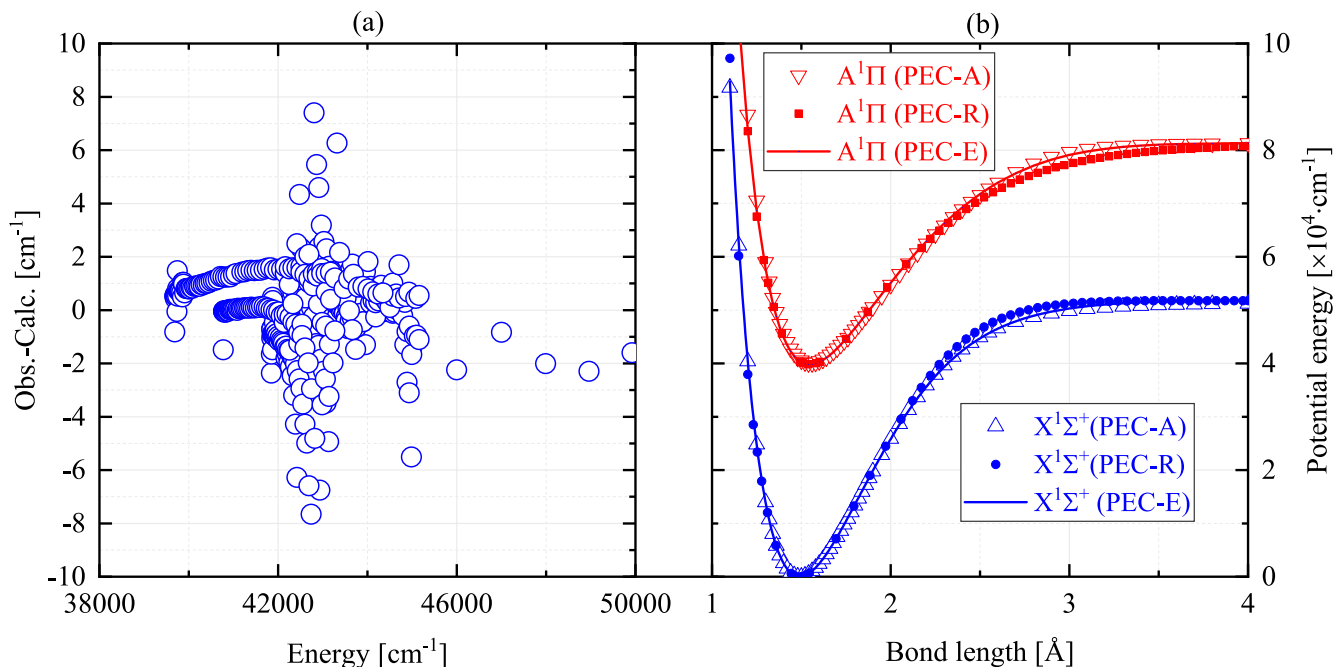 (a)
10
8
6
4
2
0
-2
-4
-6
-8
-10
38000 42000 46000 50000
Obs.-Calc. [cm⁻¹]
Energy [cm⁻¹]
(b)
A¹Π (PEC-A)
A¹Π (PEC-R)
A¹Π (PEC-E)
X¹Σ⁺(PEC-A)
X¹Σ⁺(PEC-R)
X¹Σ⁺ (PEC-E)
10
8
6
4
2
0
1 2 3 4
Potential energy [×10⁴·cm⁻¹]
Bond length [Å]